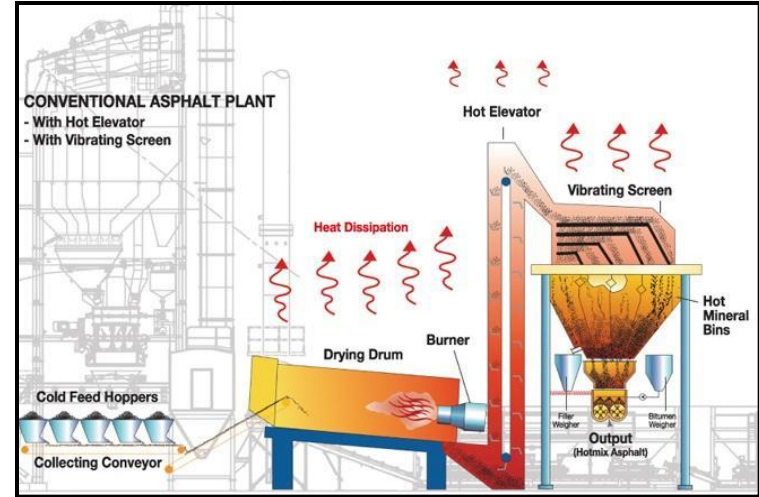 CONVENTIONAL ASPHALT PLANT
- With Hot Elevator
- With Vibrating Screen
Hot Elevator
Vibrating Screen
Heat Dissipation
Hot
Mineral
Bins
Drying Drum
Burner
Cold Feed Hoppers
Collecting Conveyor
Filler
Weigher
Bitumen
Weigher
Output
(Hotmix Asphalt)